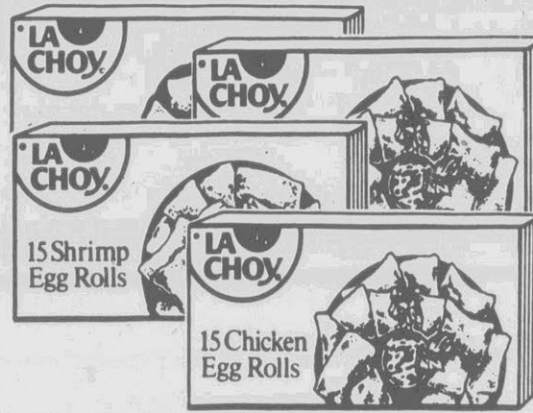 LA
CHOY
LA
CHOY
LA
CHOY
15 Shrimp
Egg Rolls
LA
CHOY
15 Chicken
Egg Rolls